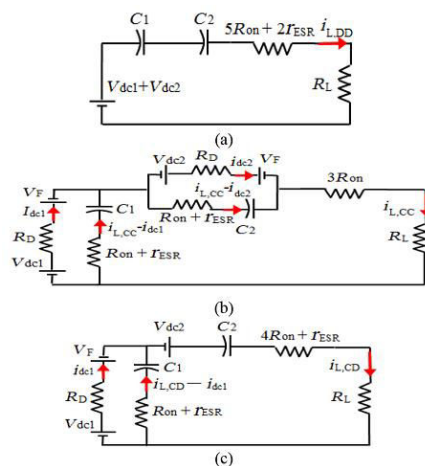 C1 C2 5Ron + 2rESR iL,DD
Vdc1+Vdc2 RL
(a)
Vdc2 RD idc2 VF
VF iL,CC-idc2 3Ron
Idc1 C1 Ron + rESR C2 iL,CC
RD iL,CC-idc1 RL
Vdc1 Ron + rESR
(b)
Vdc2 C2 4Ron + rESR
VF C1 iL,CD
idc1 iL,CD — idc1
RD RL
Vdc1 Ron + rESR
(c)